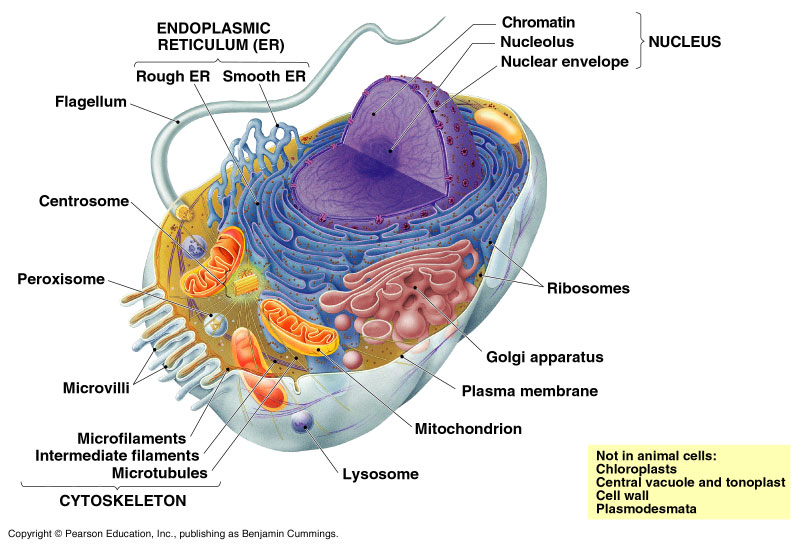 ENDOPLASMIC
RETICULUM (ER)
Rough ER
Smooth ER
Flagellum
Chromatin
Nucleolus
Nuclear envelope
NUCLEUS
Centrosome
Peroxisome
Microvilli
Ribosomes
Golgi apparatus
Plasma membrane
Mitochondrion
Lysosome
Microfilaments
Intermediate filaments
Microtubules
CYTOSKELETON
Not in animal cells:
Chloroplasts
Central vacuole and tonoplast
Cell wall
Plasmodesmata
Copyright © Pearson Education, Inc., publishing as Benjamin Cummings.